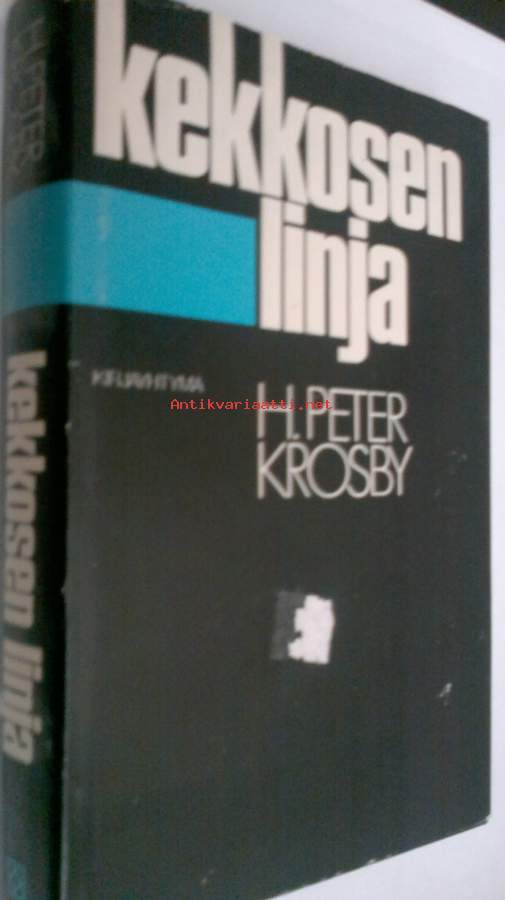 kekkosen
linja
KIRJAYHTYMÄ
Antikvariaatti.net
H. PETER
KROSBY
H. PETER
kekkosen linja